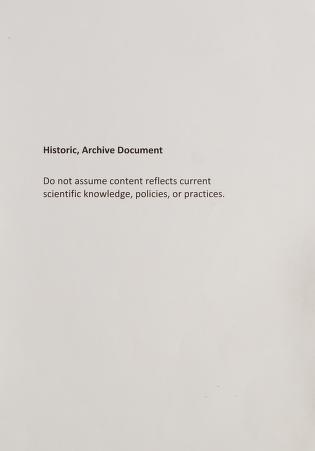 Historic, Archive Document
Do not assume content reflects current
scientific knowledge, policies, or practices.